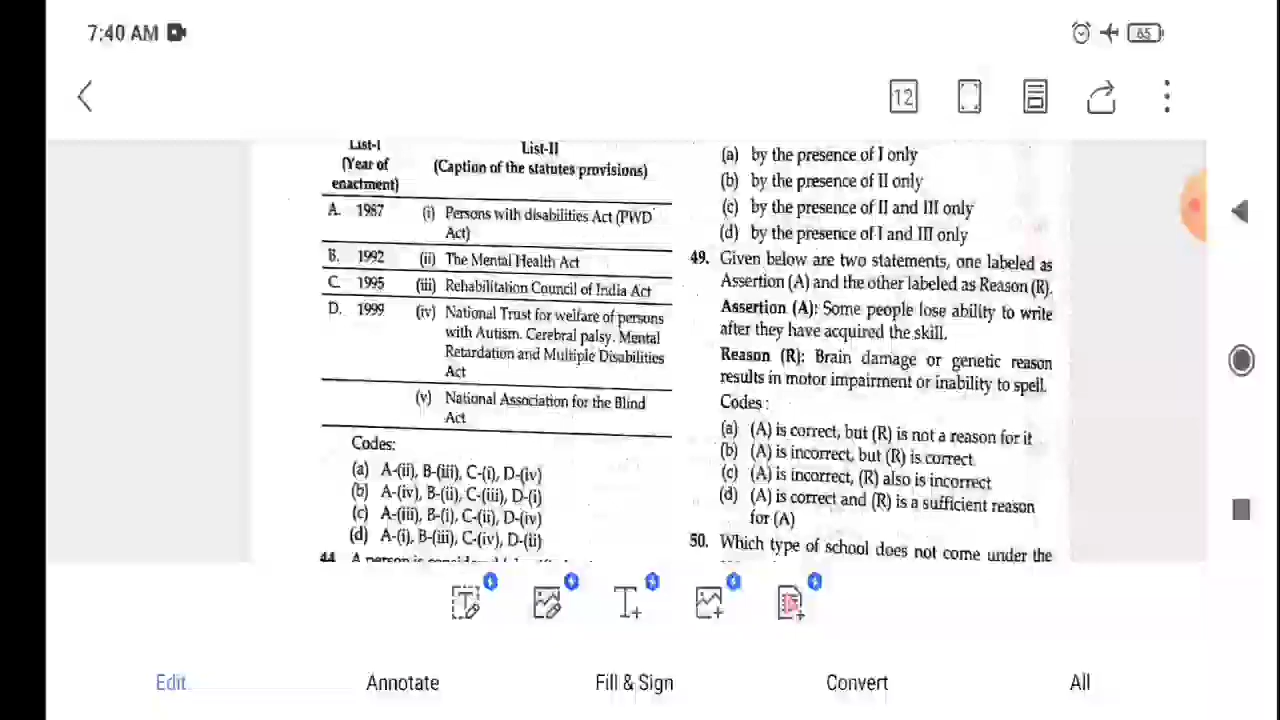 7:40 AM
65
12
List-I
(Year of
enactment)
List-II
(Caption of the statutes provisions)
A. 1987 (i) Persons with disabilities Act (PWD
Act)
B. 1992 (ii) The Mental Health Act
C. 1995 (iii) Rehabilitation Council of India Act
D. 1999 (iv) National Trust for welfare of persons
with Autism. Cerebral palsy. Mental
Retardation and Multiple Disabilities
Act
(v) National Association for the Blind
Act
Codes:
(a) A-(ii), B-(iii), C-(i), D-(iv)
(b) A-(iv), B-(ii), C-(iii), D-(i)
(c) A-(iii), B-(i), C-(ii), D-(iv)
(d) A-(i), B-(iii), C-(iv), D-(ii)
44. A person is
(a) by the presence of I only
(b) by the presence of II only
(c) by the presence of II and III only
(d) by the presence of I and III only
49. Given below are two statements, one labeled as
Assertion (A) and the other labeled as Reason (R).
Assertion (A): Some people lose ability to write
after they have acquired the skill.
Reason (R): Brain damage or genetic reason
results in motor impairment or inability to spell.
Codes :
(a) (A) is correct, but (R) is not a reason for it
(b) (A) is incorrect, but (R) is correct
(c) (A) is incorrect, (R) also is incorrect
(d) (A) is correct and (R) is a sufficient reason
for (A)
50. Which type of school does not come under the
Edit
Annotate
Fill & Sign
Convert
All